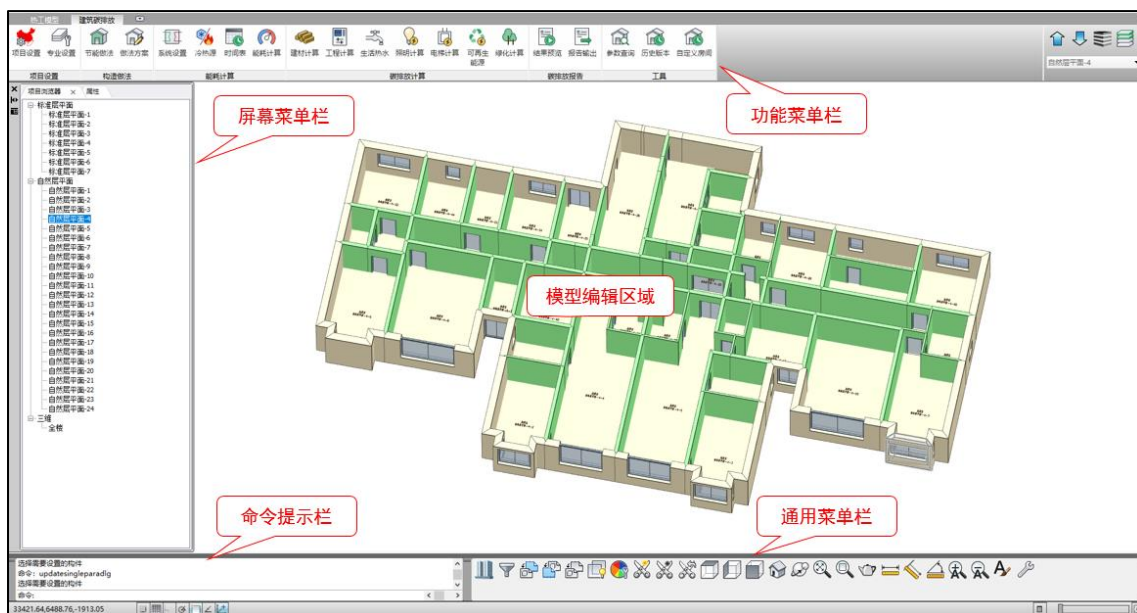 热工模型 建筑碳排放
项目设置 专业设置 节能做法 做法方案 系统设置 冷热源 时间表 能耗计算 建材计算 工程计算 生活热水 照明计算 电梯计算 可再生能源 绿化计算 结果预览 报告输出 参数查询 历史版本 自定义房间
项目设置 构造做法 能耗计算 碳排放计算 碳排放报告 工具
自然层平面-4
项目浏览器 × 属性
标准层平面
标准层平面-1
标准层平面-2
标准层平面-3
标准层平面-4
标准层平面-5
标准层平面-6
标准层平面-7
自然层平面
自然层平面-1
自然层平面-2
自然层平面-3
自然层平面-4
自然层平面-5
自然层平面-6
自然层平面-7
自然层平面-8
自然层平面-9
自然层平面-10
自然层平面-11
自然层平面-12
自然层平面-13
自然层平面-14
自然层平面-15
自然层平面-16
自然层平面-17
自然层平面-18
自然层平面-19
自然层平面-20
自然层平面-21
自然层平面-22
自然层平面-23
自然层平面-24
三维
全楼
屏幕菜单栏
功能菜单栏
模型编辑区域
命令提示栏
通用菜单栏
选择需要设置的构件
命令: updatesingleparadlg
选择需要设置的构件
命令:
33421.64,6488.76,-1913.05